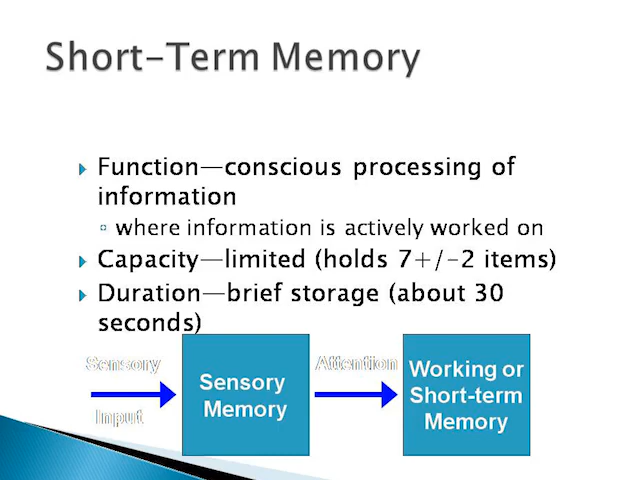 Short-Term Memory
Function—conscious processing of
information
where information is actively worked on
Capacity—limited (holds 7+/-2 items)
Duration—brief storage (about 30
seconds)
Sensory
Input
Sensory
Memory
Attention
Working or
Short-term
Memory